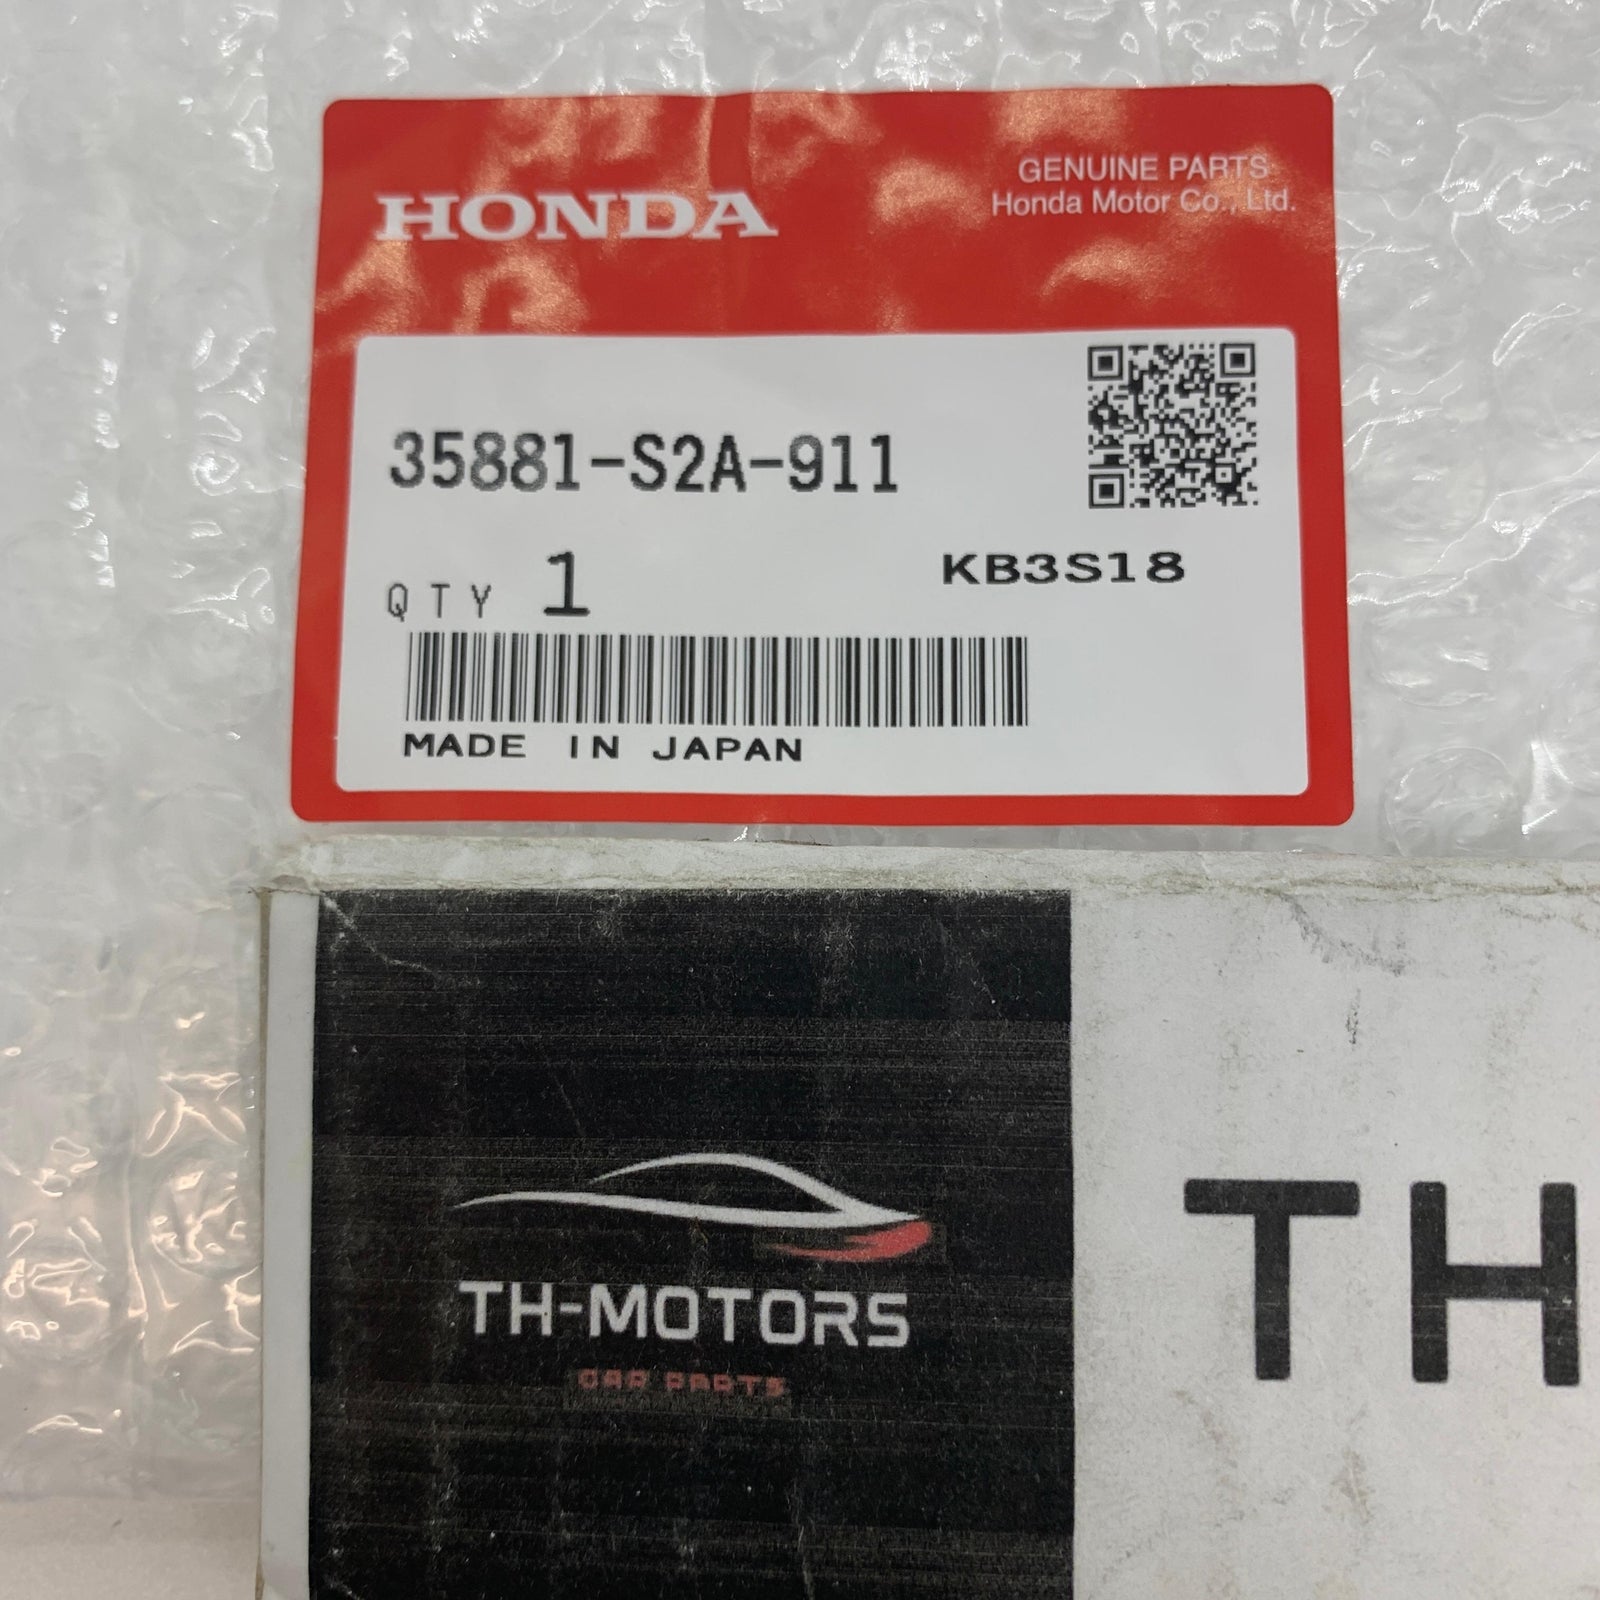 HONDA
GENUINE PARTS
Honda Motor Co., Ltd.
35881-S2A-911
QTY 1
KB3S18
MADE IN JAPAN
TH-MOTORS
CAR PARTS
TH